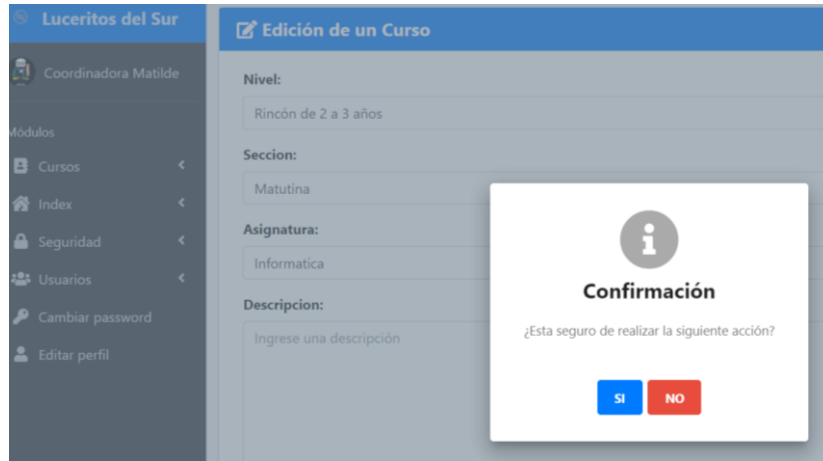 Luceritos del Sur
Coordinadora Matilde
Módulos
Cursos
Index
Seguridad
Usuarios
Cambiar password
Editar perfil
Edición de un Curso
Nivel:
Rincón de 2 a 3 años
Seccion:
Matutina
Asignatura:
Informatica
Descripcion:
Ingrese una descripción
Confirmación
¿Esta seguro de realizar la siguiente acción?
SI NO